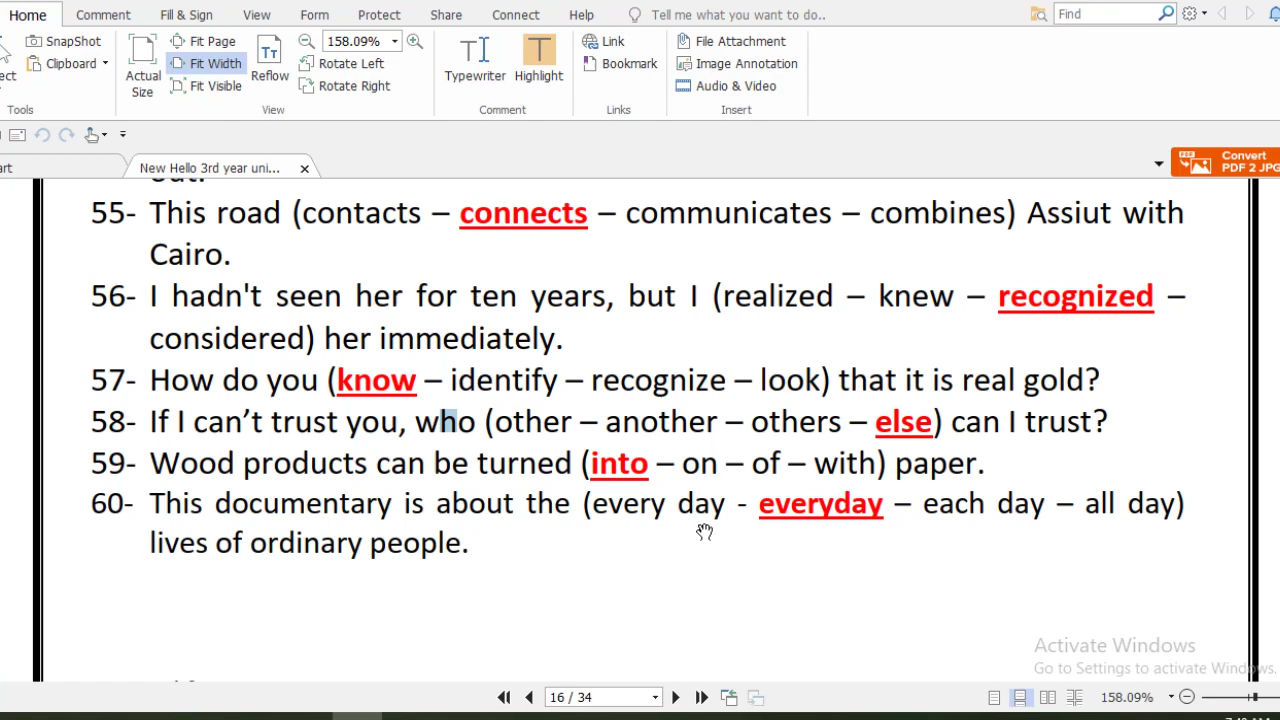 Home Comment Fill & Sign View Form Protect Share Connect Help Tell me what you want to do.. Find
SnapShot Fit Page 158.09% Link File Attachment
Clipboard Actual Size Fit Width Reflow Rotate Left Typewriter Highlight Bookmark Image Annotation
Fit Visible Rotate Right Audio & Video
Tools View Comment Links Insert
New Hello 3rd year uni... Convert
PDF 2 JPG
out.
55- This road (contacts – connects – communicates – combines) Assiut with
Cairo.
56- I hadn't seen her for ten years, but I (realized – knew – recognized –
considered) her immediately.
57- How do you (know – identify – recognize – look) that it is real gold?
58- If I can’t trust you, who (other – another – others – else) can I trust?
59- Wood products can be turned (into – on – of – with) paper.
60- This documentary is about the (every day - everyday – each day – all day)
lives of ordinary people.
Activate Windows
Go to Settings to activate Windows.
16 / 34 158.09%